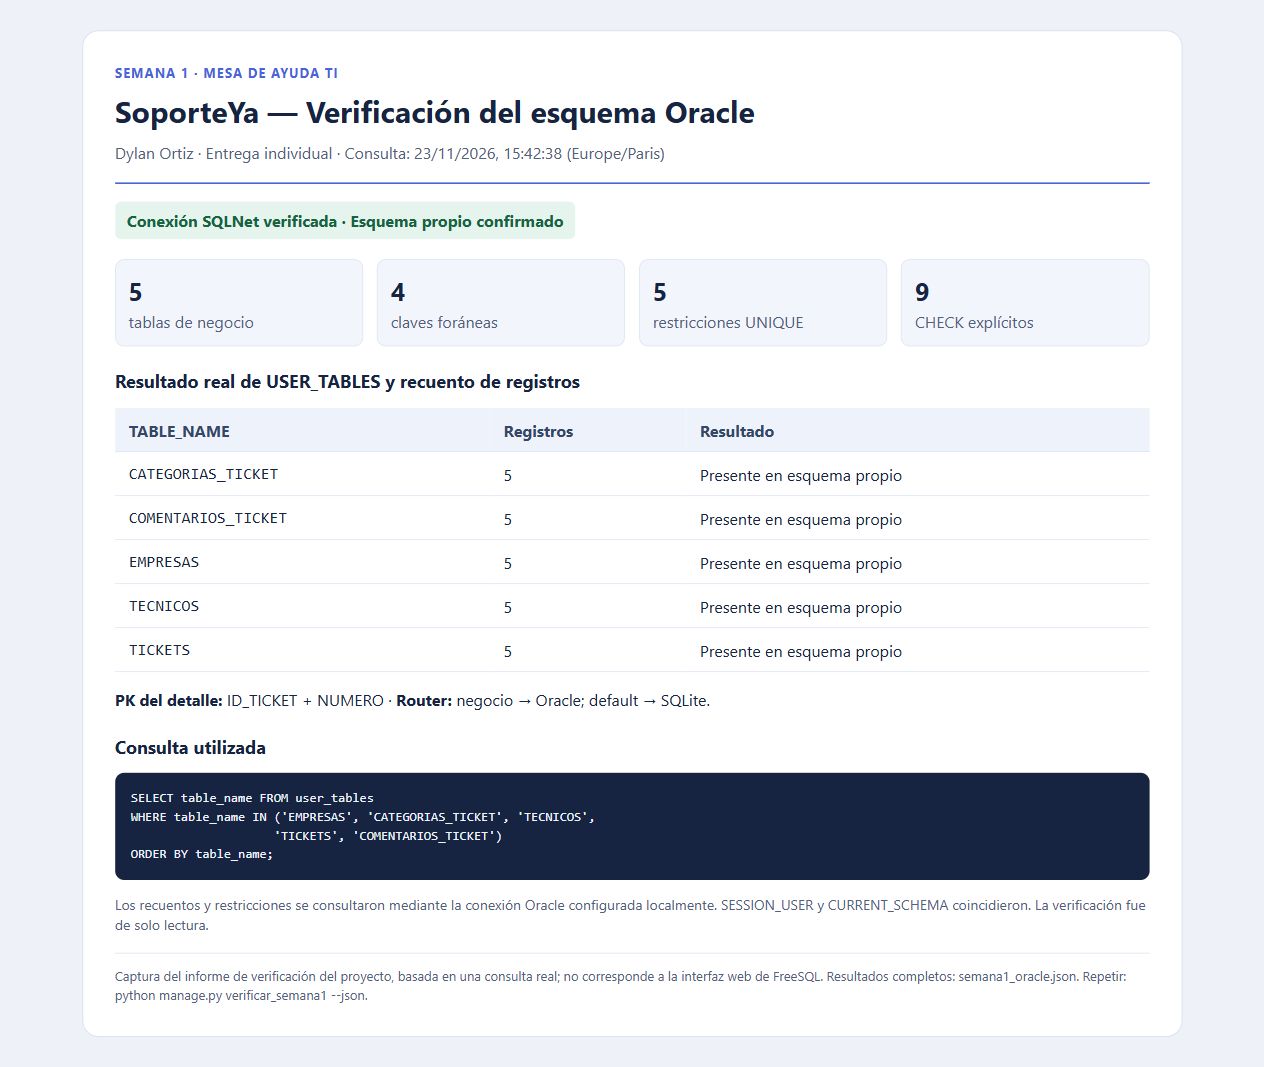 SEMANA 1 · MESA DE AYUDA TI
SoporteYa — Verificación del esquema Oracle
Dylan Ortiz · Entrega individual · Consulta: 23/11/2026, 15:42:38 (Europe/Paris)
Conexión SQLNet verificada · Esquema propio confirmado
5
tablas de negocio
4
claves foráneas
5
restricciones UNIQUE
9
CHECK explícitos
Resultado real de USER_TABLES y recuento de registros
TABLE_NAME Registros Resultado
CATEGORIAS_TICKET 5 Presente en esquema propio
COMENTARIOS_TICKET 5 Presente en esquema propio
EMPRESAS 5 Presente en esquema propio
TECNICOS 5 Presente en esquema propio
TICKETS 5 Presente en esquema propio
PK del detalle: ID_TICKET + NUMERO · Router: negocio → Oracle; default → SQLite.
Consulta utilizada
SELECT table_name FROM user_tables
WHERE table_name IN ('EMPRESAS', 'CATEGORIAS_TICKET', 'TECNICOS',
'TICKETS', 'COMENTARIOS_TICKET')
ORDER BY table_name;
Los recuentos y restricciones se consultaron mediante la conexión Oracle configurada localmente. SESSION_USER y CURRENT_SCHEMA coincidieron. La verificación fue
de solo lectura.
Captura del informe de verificación del proyecto, basada en una consulta real; no corresponde a la interfaz web de FreeSQL. Resultados completos: semana1_oracle.json. Repetir:
python manage.py verificar_semana1 --json.